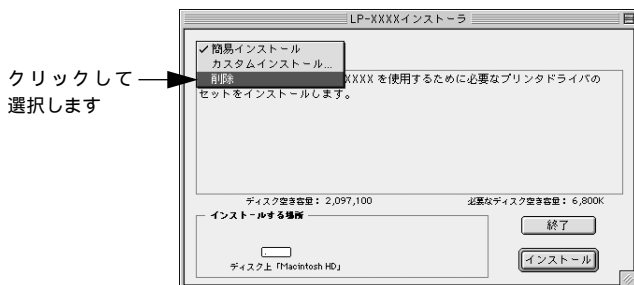 LP-XXXXインストーラ
簡易インストール
カスタムインストール...
削除
XXXX を使用するために必要なプリンタドライバの
セットをインストールします。
クリックして
選択します
ディスク空き容量： 2,097,100
必要なディスク空き容量： 6,800K
インストールする場所
ディスク上「Macintosh HD」
終了
インストール